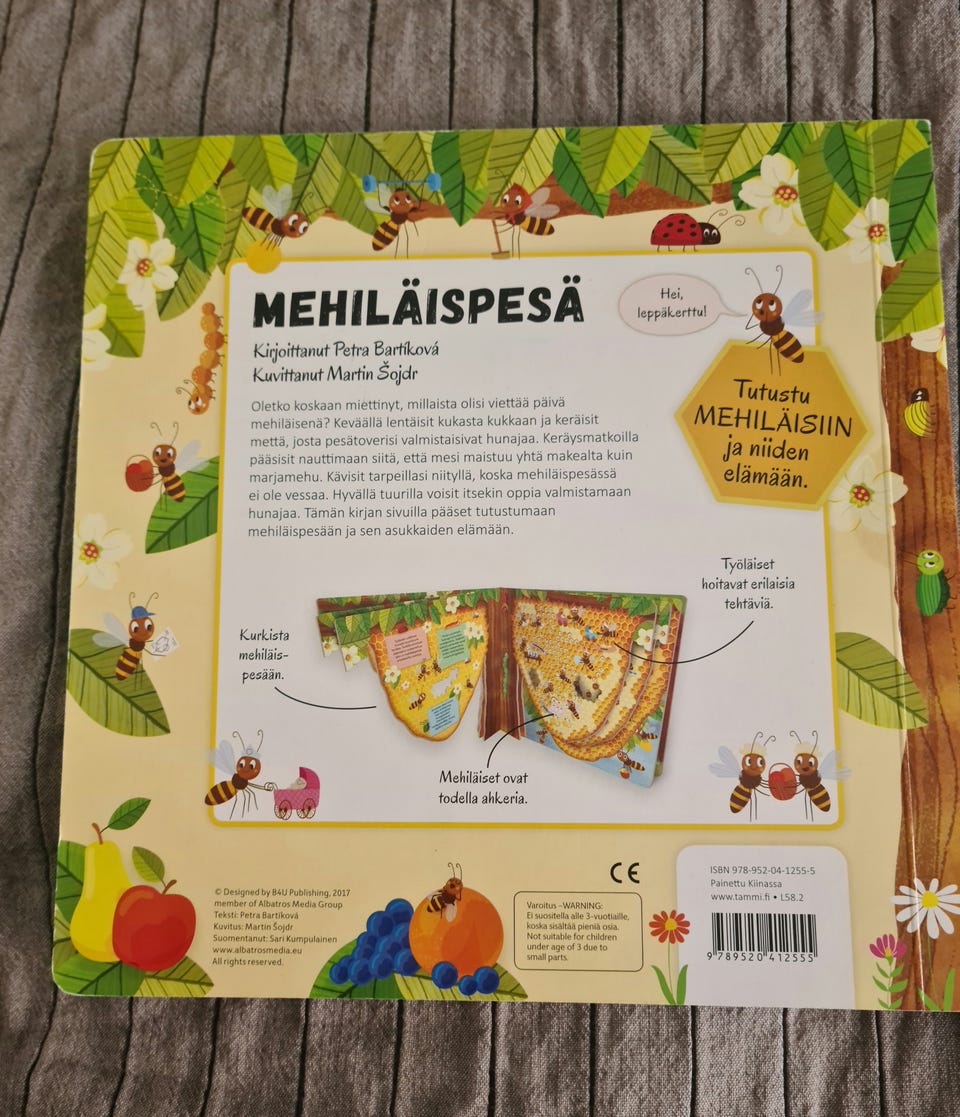 MEHILÄISPESÄ
Kirjoittanut Petra Bartíková
Kuvittanut Martin Šojdr
Hei,
leppäkerttu!
Tutustu
MEHILÄISIIN
ja niiden
elämään.
Oletko koskaan miettinyt, millaista olisi viettää päivä
mehiläisenä? Keväällä lentäisit kukasta kukkaan ja keräisit
mettä, josta pesätoverisi valmistaisivat hunajaa. Keräysmatkoilla
pääsisit nauttimaan siitä, että mesi maistuu yhtä makealta kuin
marjamehu. Kävisit tarpeillasi niityllä, koska mehiläispesässä
ei ole vessaa. Hyvällä tuurilla voisit itsekin oppia valmistamaan
hunajaa. Tämän kirjan sivuilla pääset tutustumaan
mehiläispesään ja sen asukkaiden elämään.
Työläiset
hoitavat erilaisia
tehtäviä.
Kurkista
mehiläis-
pesään.
Mehiläiset ovat
todella ahkeria.
© Designed by B4U Publishing, 2017
member of Albatros Media Group
Teksti: Petra Bartíková
Kuvitus: Martin Šojdr
Suomentanut: Sari Kumpulainen
www.albatrosmedia.eu
All rights reserved.
CE
Varoitus –WARNING:
Ei suositella alle 3-vuotiaille,
koska sisältää pieniä osia.
Not suitable for children
under age of 3 due to
small parts.
ISBN 978-952-04-1255-5
Painettu Kiinassa
www.tammi.fi • L58.2
9 789520 412555